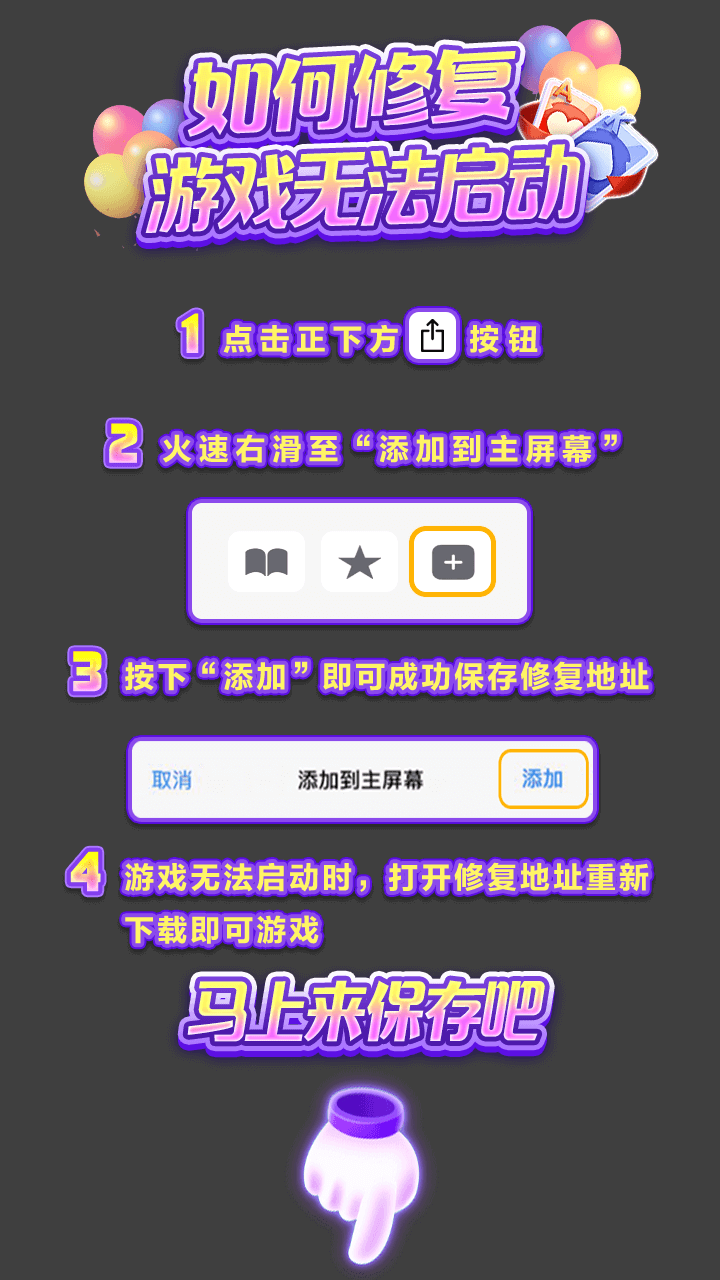 如何修复
游戏无法启动
A
K
1 点击正下方 按钮
2 火速右滑至“添加到主屏幕”
3 按下“添加”即可成功保存修复地址
取消 添加到主屏幕 添加
4 游戏无法启动时，打开修复地址重新
下载即可游戏
马上来保存吧